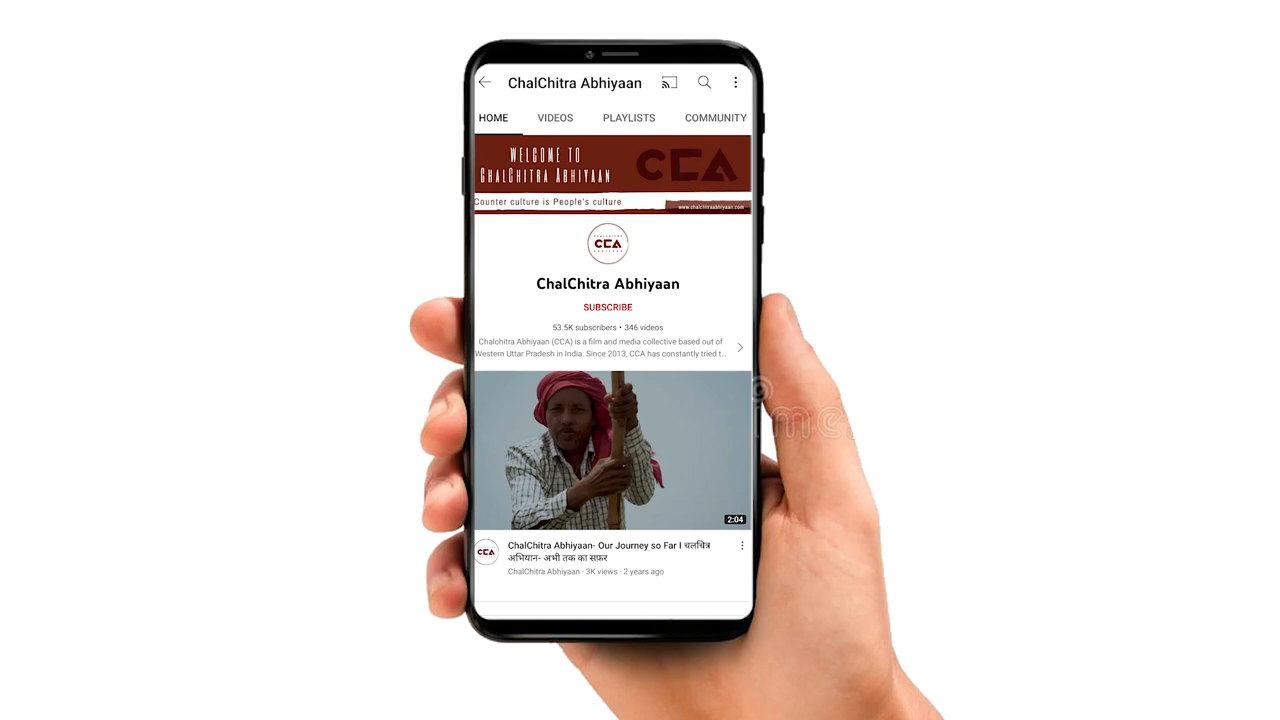 ChalChitra Abhiyaan
HOME VIDEOS PLAYLISTS COMMUNITY
WELCOME TO
CHALCHITRA ABHIYAAN
CCA
Counter culture is People's culture
www.chalchitraabhiyaan.com
CHALCHITRA
CCA
ABHIYAAN
ChalChitra Abhiyaan
SUBSCRIBE
53.5K subscribers • 346 videos
Chalchitra Abhiyaan (CCA) is a film and media collective based out of
Western Uttar Pradesh in India. Since 2013, CCA has constantly tried t...
2:04
CCA
ChalChitra Abhiyaan- Our Journey so Far I चलचित्र
अभियान- अभी तक का सफ़र
ChalChitra Abhiyaan · 3K views · 2 years ago